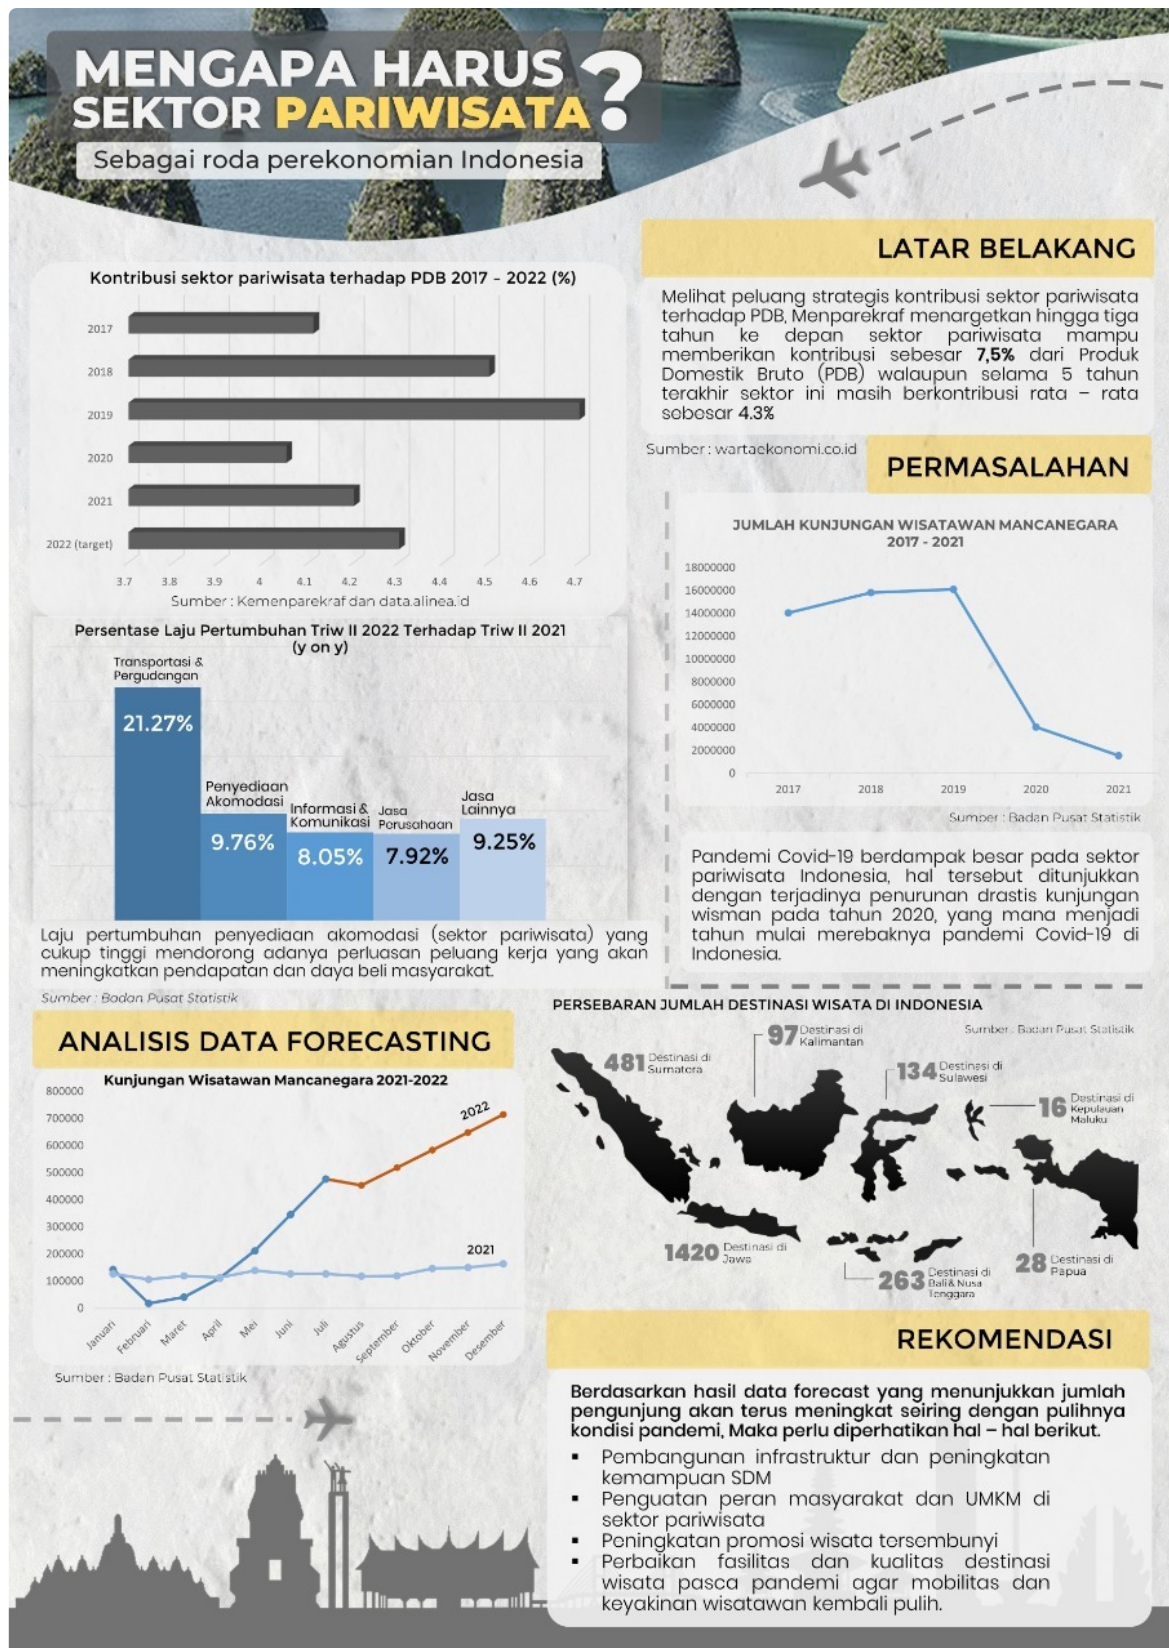 MENGAPA HARUS
SEKTOR PARIWISATA?
Sebagai roda perekonomian Indonesia
Kontribusi sektor pariwisata terhadap PDB 2017 - 2022 (%)
2017
2018
2019
2020
2021
2022 (target)
3.7 3.8 3.9 4 4.1 4.2 4.3 4.4 4.5 4.6 4.7
Sumber : Kemenparekraf dan data.alinea.id
LATAR BELAKANG
Melihat peluang strategis kontribusi sektor pariwisata
terhadap PDB, Menparekraf menargetkan hingga tiga
tahun ke depan sektor pariwisata mampu
memberikan kontribusi sebesar 7,5% dari Produk
Domestik Bruto (PDB) walaupun selama 5 tahun
terakhir sektor ini masih berkontribusi rata – rata
sebesar 4.3%
Sumber : wartaekonomi.co.id
Persentase Laju Pertumbuhan Triw II 2022 Terhadap Triw II 2021
(y on y)
Transportasi &
Pergudangan
21.27%
Penyediaan
Akomodasi
9.76%
Informasi &
Komunikasi
8.05%
Jasa
Perusahaan
7.92%
Jasa
Lainnya
9.25%
Laju pertumbuhan penyediaan akomodasi (sektor pariwisata) yang
cukup tinggi mendorong adanya perluasan peluang kerja yang akan
meningkatkan pendapatan dan daya beli masyarakat.
Sumber : Badan Pusat Statistik
PERMASALAHAN
JUMLAH KUNJUNGAN WISATAWAN MANCANEGARA
2017 - 2021
18000000
16000000
14000000
12000000
10000000
8000000
6000000
4000000
2000000
0
2017 2018 2019 2020 2021
Sumber : Badan Pusat Statistik
Pandemi Covid-19 berdampak besar pada sektor
pariwisata Indonesia, hal tersebut ditunjukkan
dengan terjadinya penurunan drastis kunjungan
wisman pada tahun 2020, yang mana menjadi
tahun mulai merebaknya pandemi Covid-19 di
Indonesia.
ANALISIS DATA FORECASTING
Kunjungan Wisatawan Mancanegara 2021-2022
800000
700000
600000
500000
400000
300000
200000
100000
0
2022
2021
Januari Februari Maret April Mei Juni Juli Agustus September Oktober November Desember
Sumber : Badan Pusat Statistik
PERSEBARAN JUMLAH DESTINASI WISATA DI INDONESIA
Sumber : Badan Pusat Statistik
481 Destinasi di
Sumatera
97 Destinasi di
Kalimantan
134 Destinasi di
Sulawesi
16 Destinasi di
Kepulauan
Maluku
1420 Destinasi di
Jawa
263 Destinasi di
Bali & Nusa
Tenggara
28 Destinasi di
Papua
REKOMENDASI
Berdasarkan hasil data forecast yang menunjukkan jumlah
pengunjung akan terus meningkat seiring dengan pulihnya
kondisi pandemi, Maka perlu diperhatikan hal – hal berikut.
▪ Pembangunan infrastruktur dan peningkatan
kemampuan SDM
▪ Penguatan peran masyarakat dan UMKM di
sektor pariwisata
▪ Peningkatan promosi wisata tersembunyi
▪ Perbaikan fasilitas dan kualitas destinasi
wisata pasca pandemi agar mobilitas dan
keyakinan wisatawan kembali pulih.